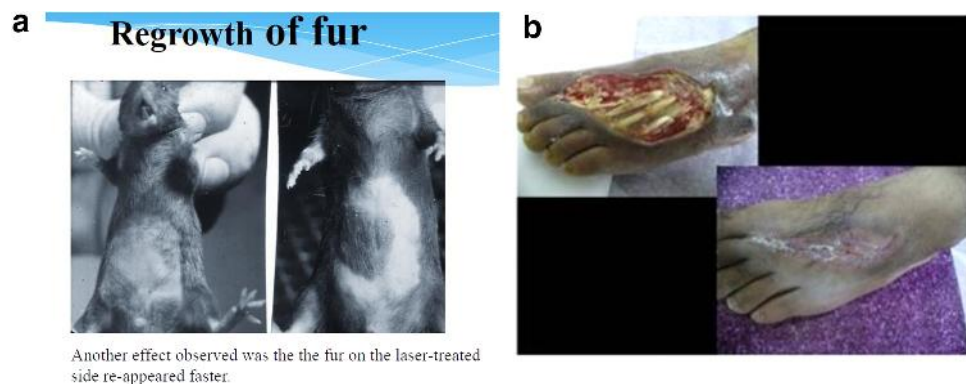 a
Regrowth of fur
Another effect observed was the the fur on the laser-treated
side re-appeared faster.
b